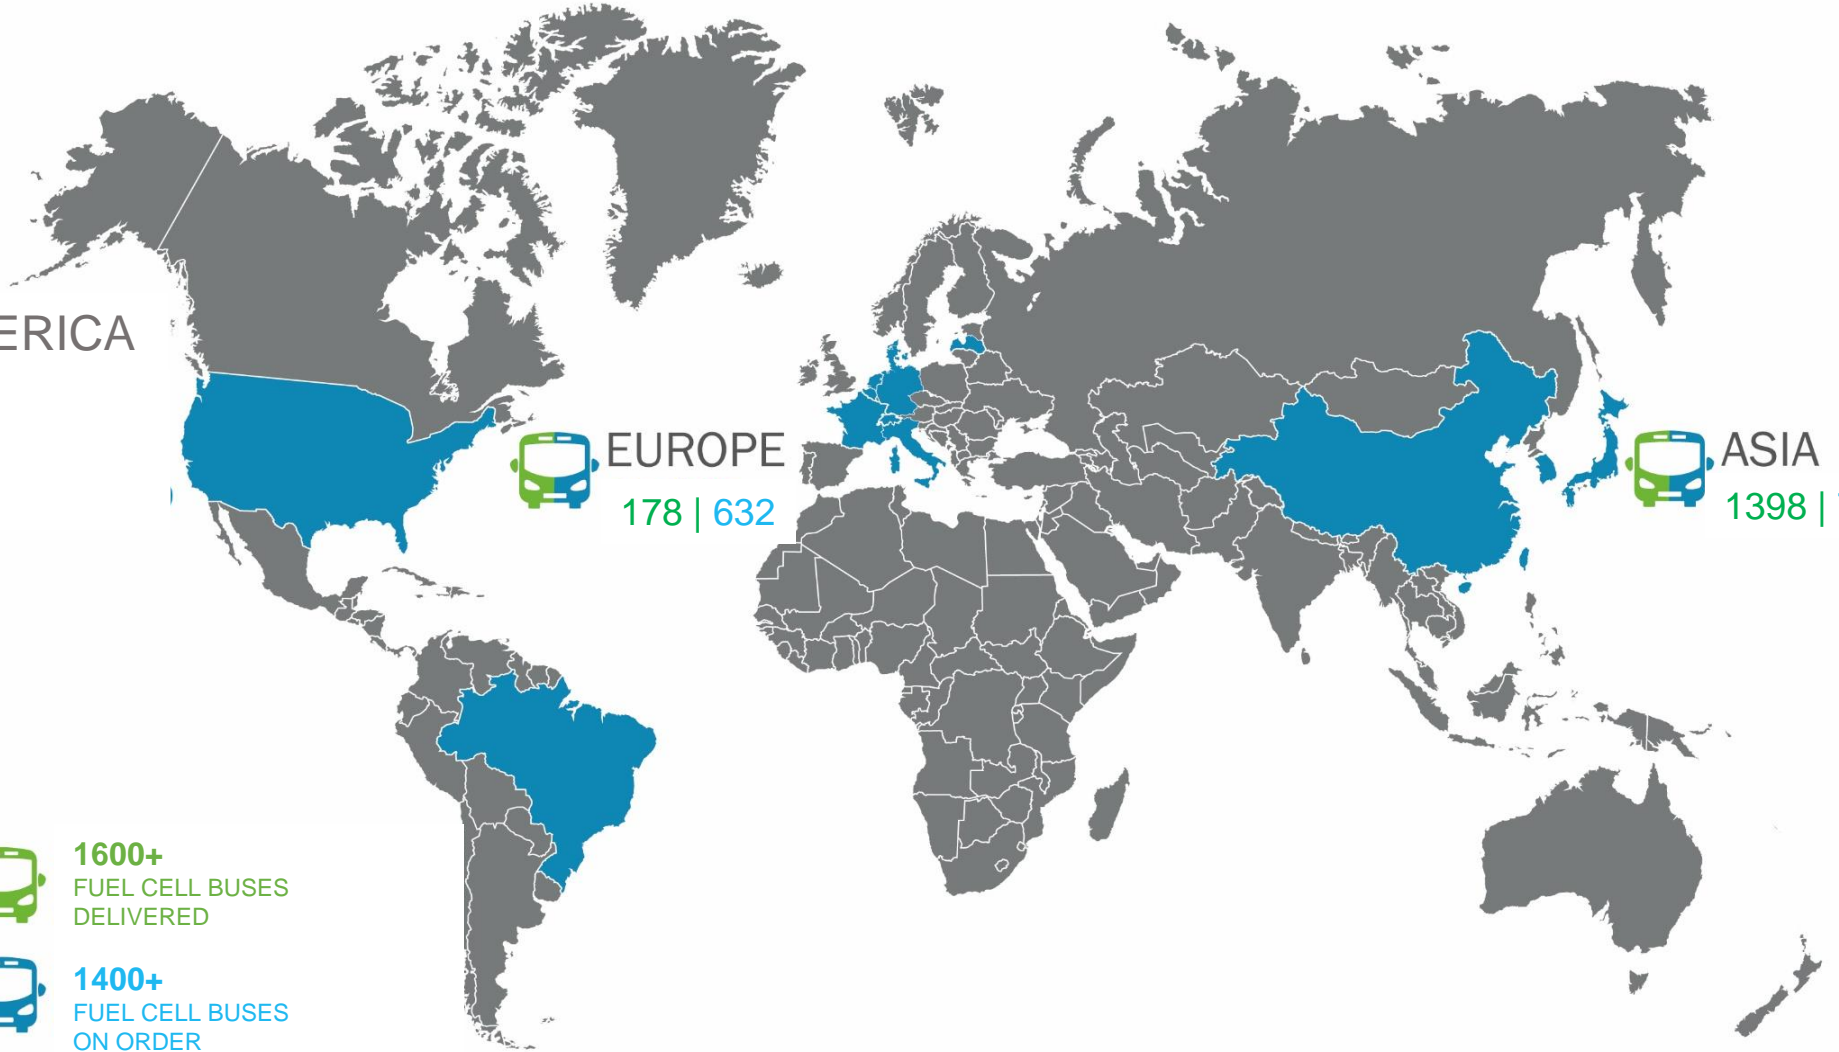 ERICA
EUROPE
178 | 632
ASIA
1398 |
1600+
FUEL CELL BUSES
DELIVERED
1400+
FUEL CELL BUSES
ON ORDER